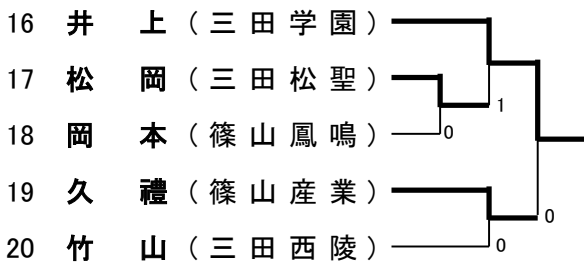 16 井 上 ( 三 田 学 園 )
17 松 岡 ( 三 田 松 聖 )
1
18 岡 本 ( 篠 山 鳳 鳴 )
0
19 久 禮 ( 篠 山 産 業 )
0
20 竹 山 ( 三 田 西 陵 )
0